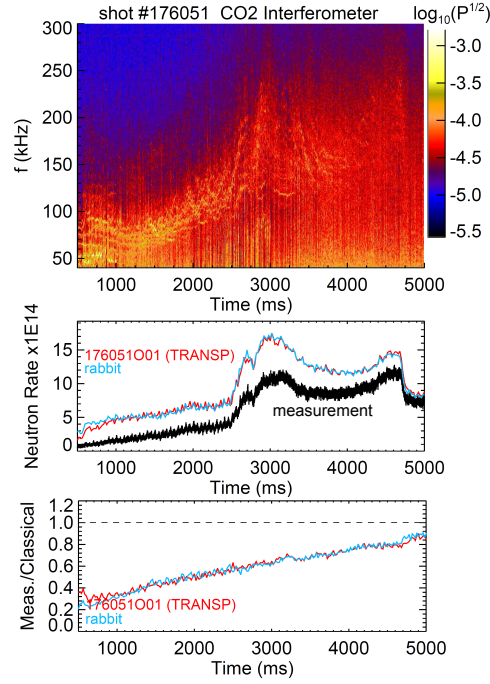 shot #176051 CO2 Interferometer log10(P^1/2)
300
250
200
150
100
50
f (kHz)
-3.0
-3.5
-4.0
-4.5
-5.0
-5.5
1000 2000 3000 4000 5000
Time (ms)
15
10
5
0
Neutron Rate x1E14
176051O01 (TRANSP)
rabbit
measurement
1000 2000 3000 4000 5000
Time (ms)
1.2
1.0
0.8
0.6
0.4
0.2
0.0
Meas./Classical
176051O01 (TRANSP)
rabbit
1000 2000 3000 4000 5000
Time (ms)